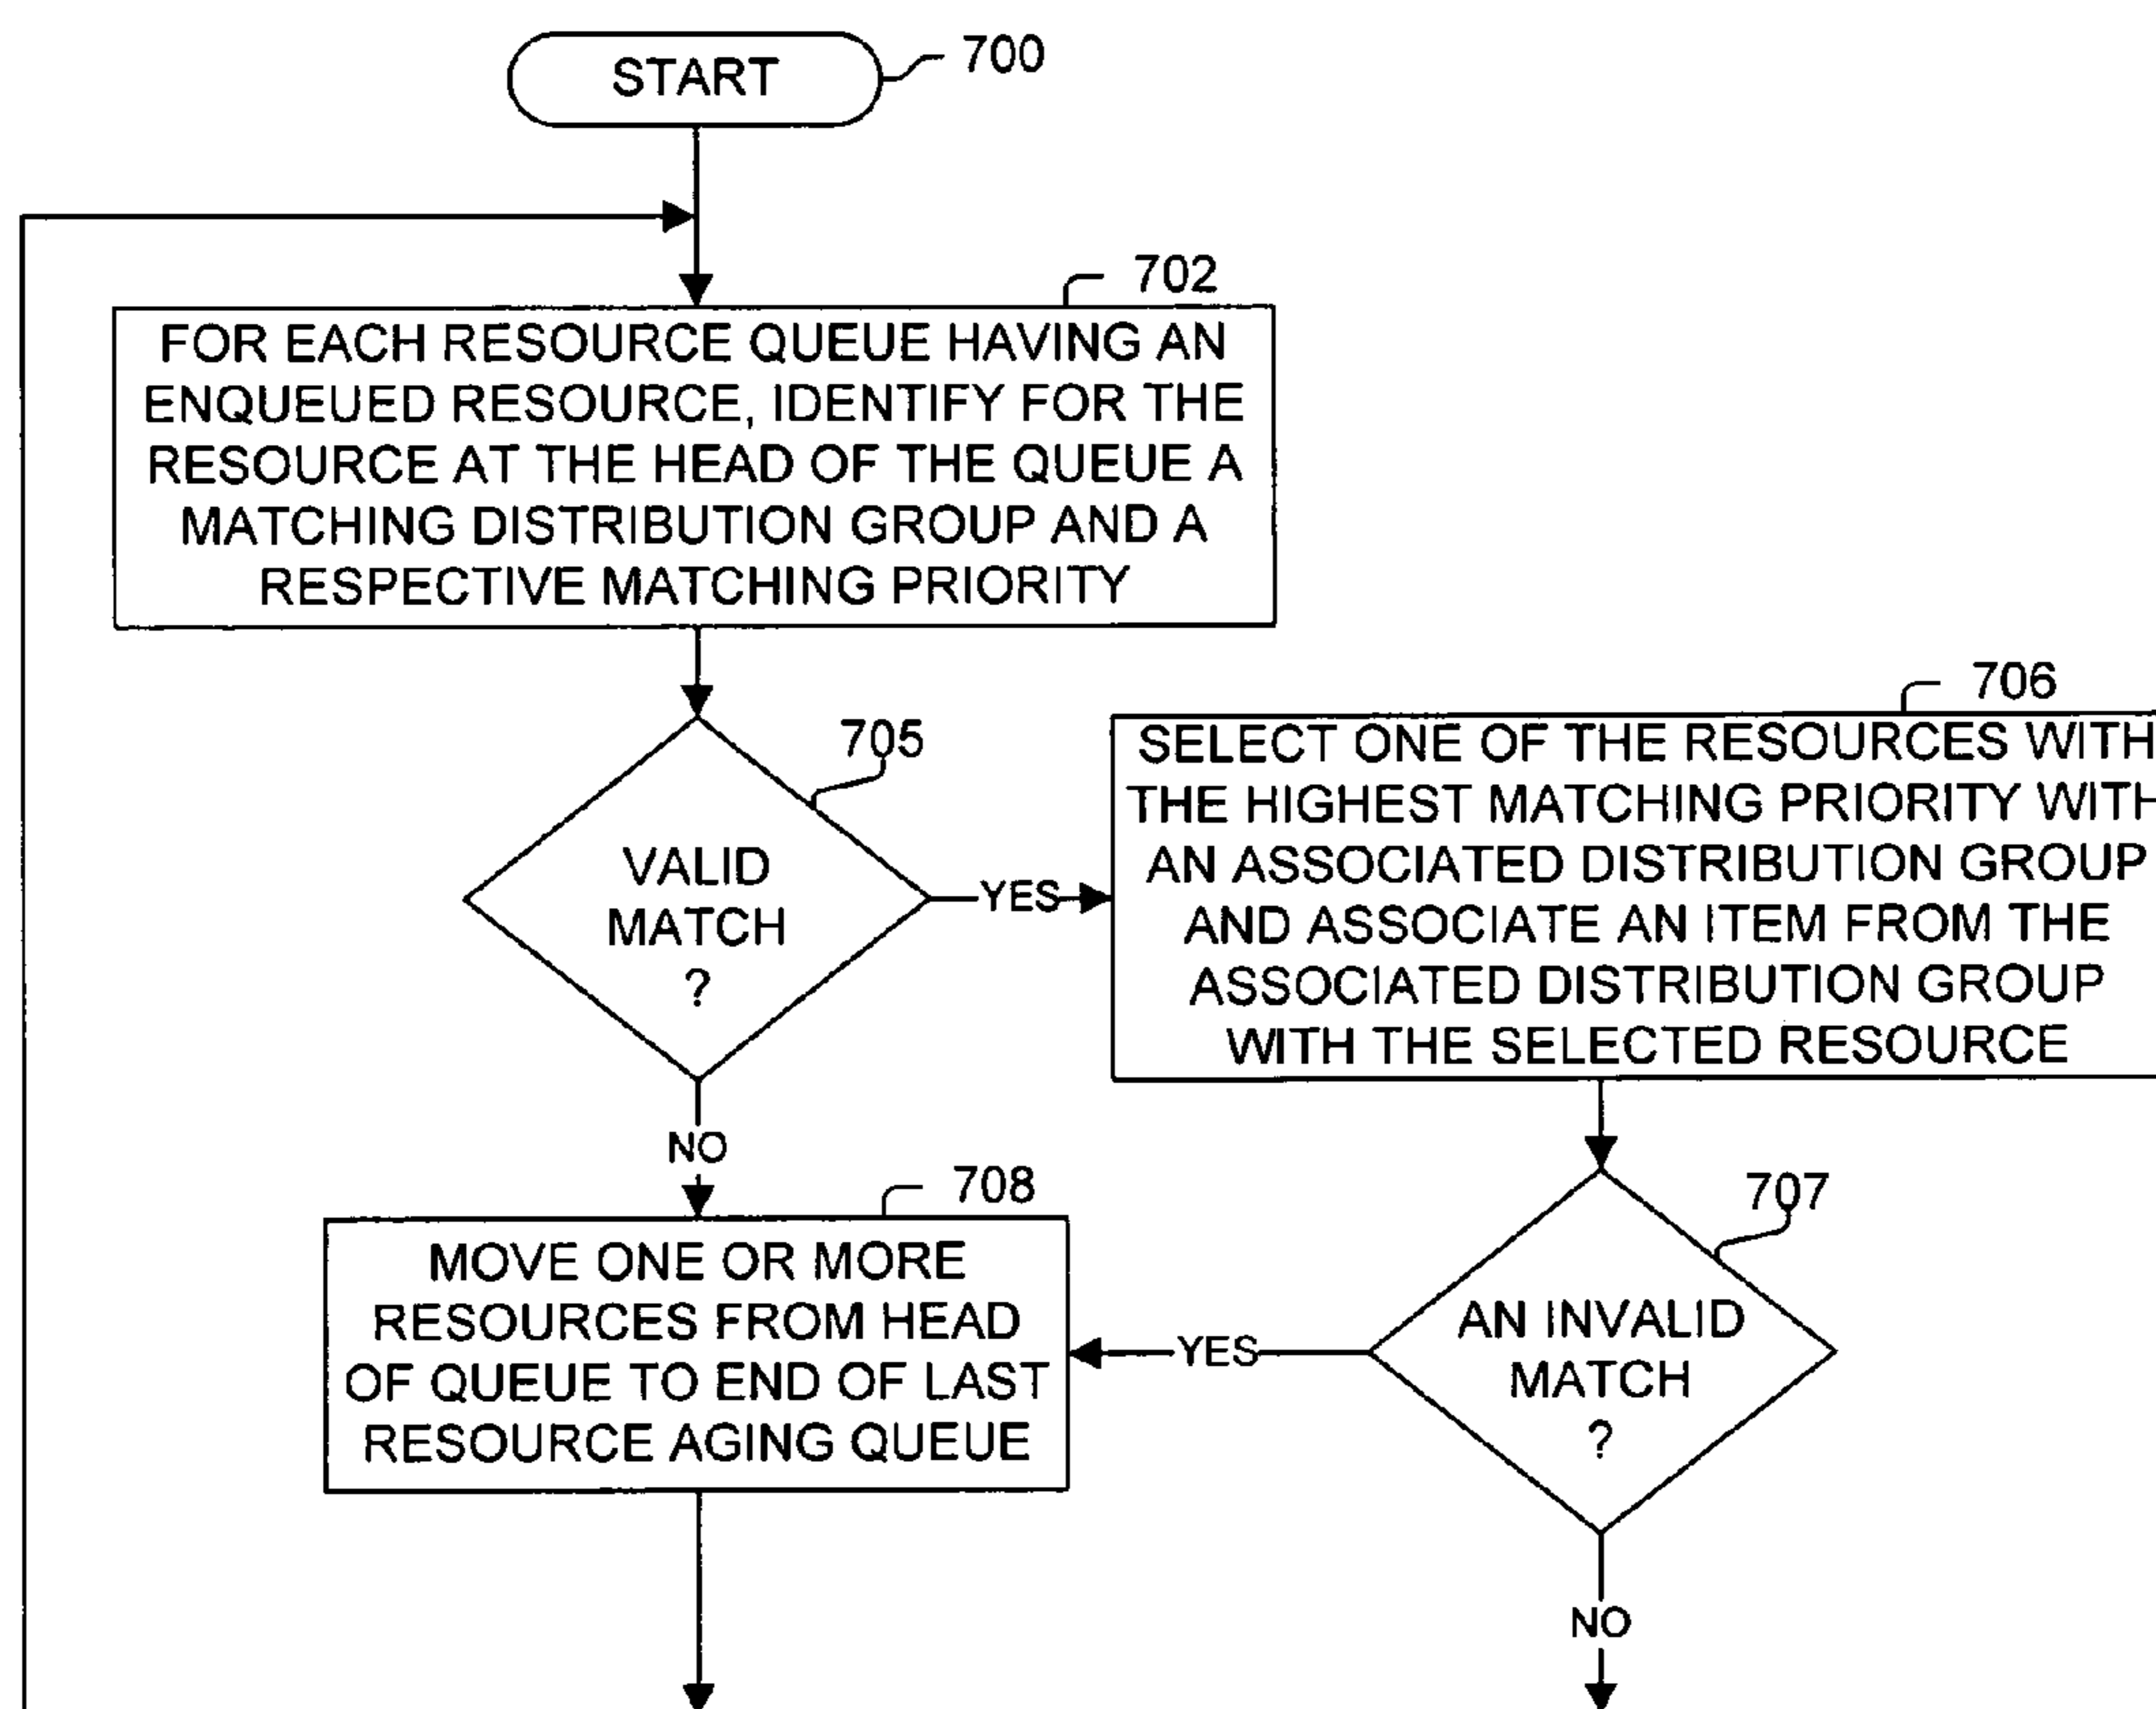 START
700
702
FOR EACH RESOURCE QUEUE HAVING AN
ENQUEUED RESOURCE, IDENTIFY FOR THE
RESOURCE AT THE HEAD OF THE QUEUE A
MATCHING DISTRIBUTION GROUP AND A
RESPECTIVE MATCHING PRIORITY
705
VALID
MATCH
?
YES
NO
706
SELECT ONE OF THE RESOURCES WITH
THE HIGHEST MATCHING PRIORITY WITH
AN ASSOCIATED DISTRIBUTION GROUP
AND ASSOCIATE AN ITEM FROM THE
ASSOCIATED DISTRIBUTION GROUP
WITH THE SELECTED RESOURCE
708
MOVE ONE OR MORE
RESOURCES FROM HEAD
OF QUEUE TO END OF LAST
RESOURCE AGING QUEUE
707
AN INVALID
MATCH
?
YES
NO